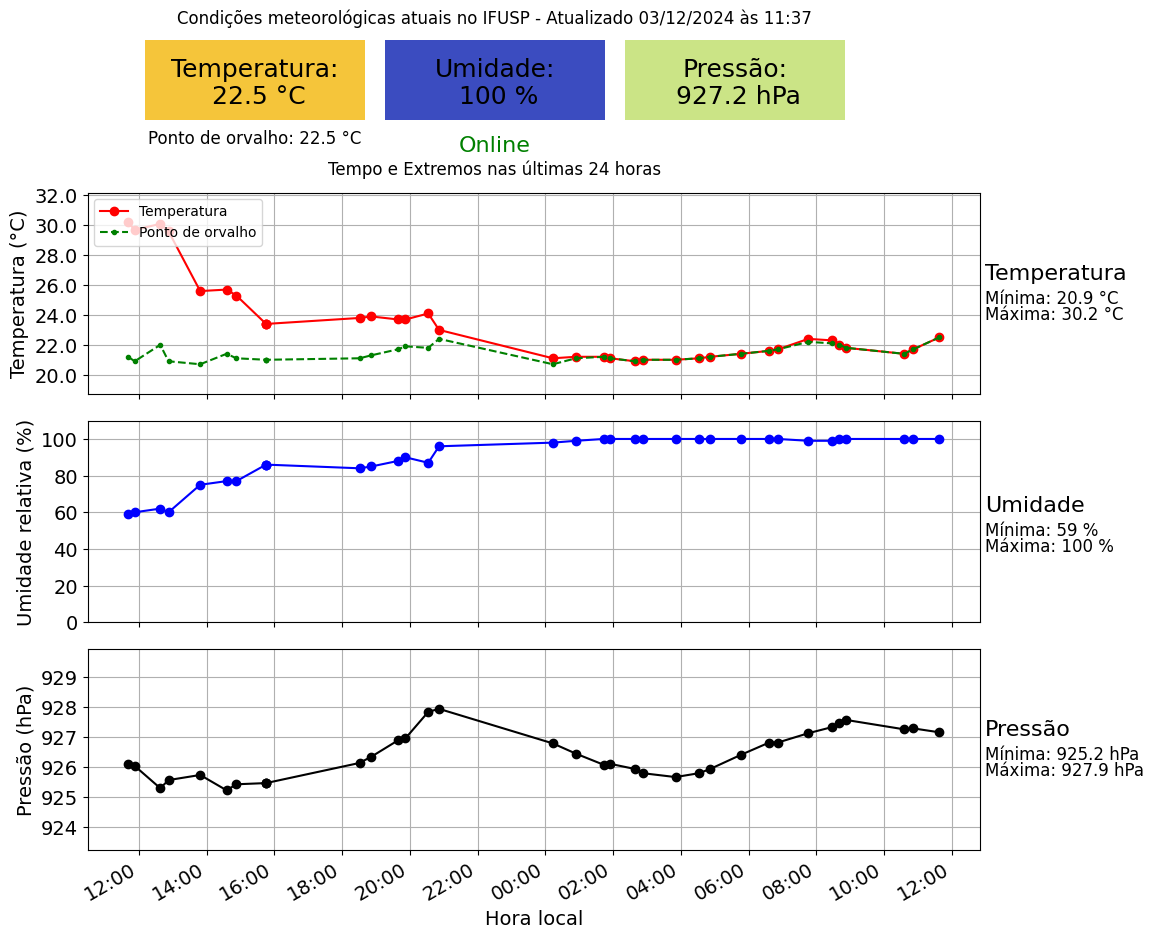 Condições meteorológicas atuais no IFUSP - Atualizado 03/12/2024 às 11:37
Temperatura:
22.5 °C
Umidade:
100 %
Pressão:
927.2 hPa
Ponto de orvalho: 22.5 °C
Online
Tempo e Extremos nas últimas 24 horas
Temperatura (°C)
32.0
30.0
28.0
26.0
24.0
22.0
20.0
Temperatura
Ponto de orvalho
Temperatura
Mínima: 20.9 °C
Máxima: 30.2 °C
Umidade relativa (%)
100
80
60
40
20
0
Umidade
Mínima: 59 %
Máxima: 100 %
Pressão (hPa)
929
928
927
926
925
924
Pressão
Mínima: 925.2 hPa
Máxima: 927.9 hPa
12:00
14:00
16:00
18:00
20:00
22:00
00:00
02:00
04:00
06:00
08:00
10:00
12:00
Hora local